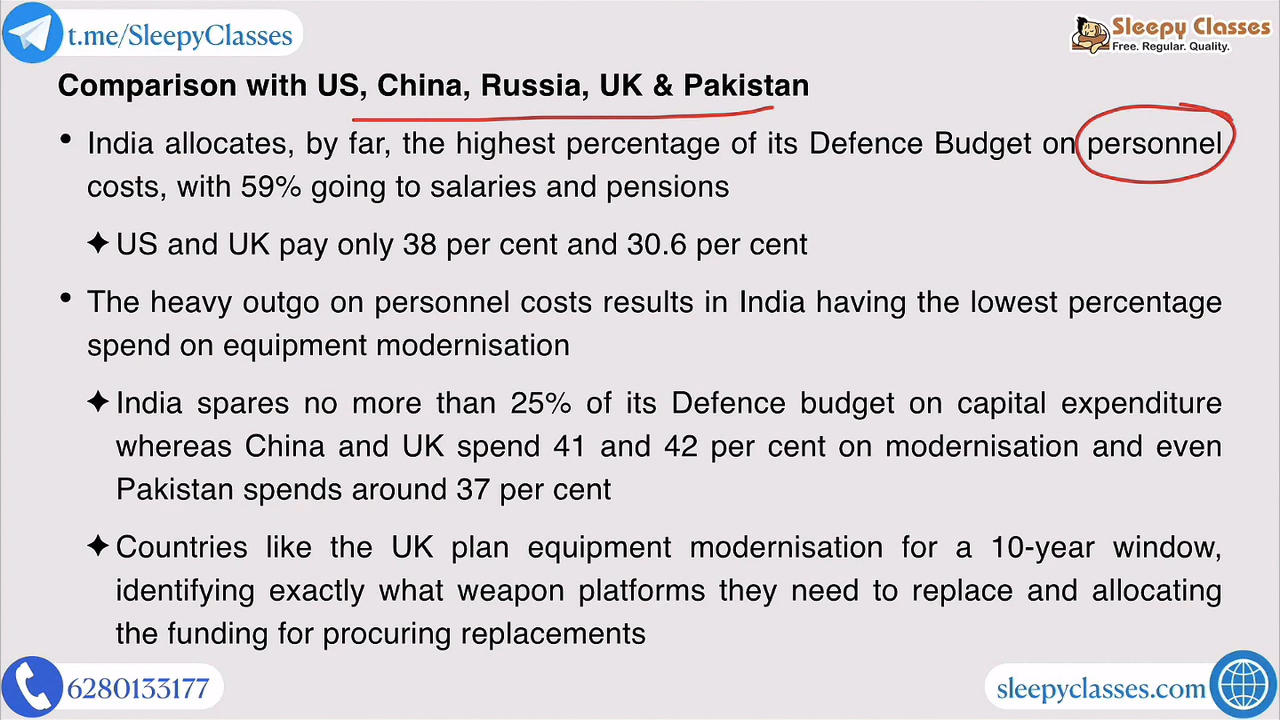 t.me/SleepyClasses
Sleepy Classes
Free. Regular. Quality.
Comparison with US, China, Russia, UK & Pakistan
• India allocates, by far, the highest percentage of its Defence Budget on personnel
costs, with 59% going to salaries and pensions
✦ US and UK pay only 38 per cent and 30.6 per cent
• The heavy outgo on personnel costs results in India having the lowest percentage
spend on equipment modernisation
✦ India spares no more than 25% of its Defence budget on capital expenditure
whereas China and UK spend 41 and 42 per cent on modernisation and even
Pakistan spends around 37 per cent
✦ Countries like the UK plan equipment modernisation for a 10-year window,
identifying exactly what weapon platforms they need to replace and allocating
the funding for procuring replacements
6280133177
sleepyclasses.com